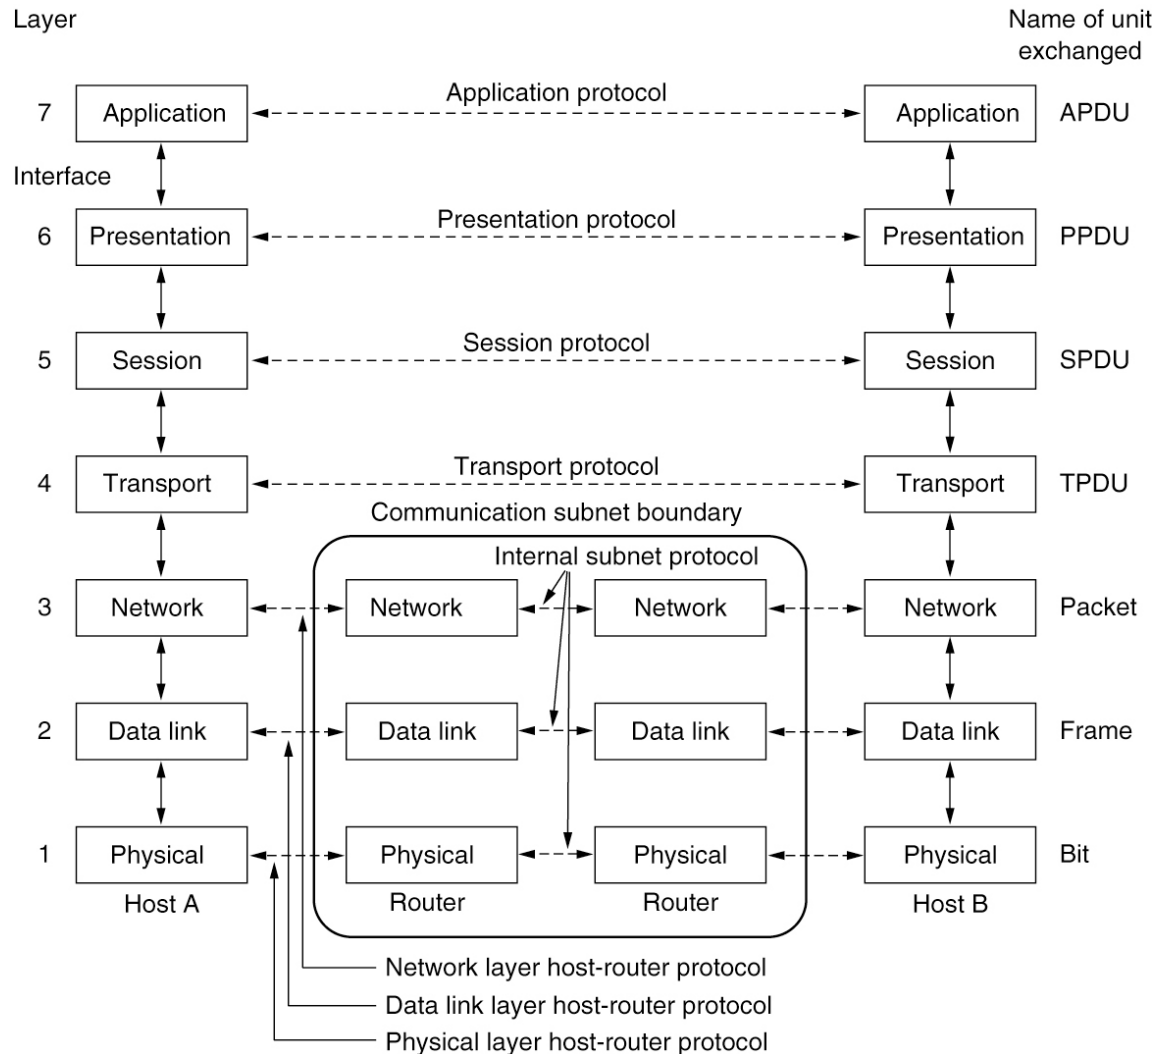 Layer
Name of unit
exchanged
Application protocol
7 Application Application APDU
Interface
Presentation protocol
6 Presentation Presentation PPDU
Session protocol
5 Session Session SPDU
Transport protocol
4 Transport Transport TPDU
Communication subnet boundary
Internal subnet protocol
3 Network Network Network Network Packet
2 Data link Data link Data link Data link Frame
1 Physical Physical Physical Physical Bit
Host A Router Router Host B
Network layer host-router protocol
Data link layer host-router protocol
Physical layer host-router protocol